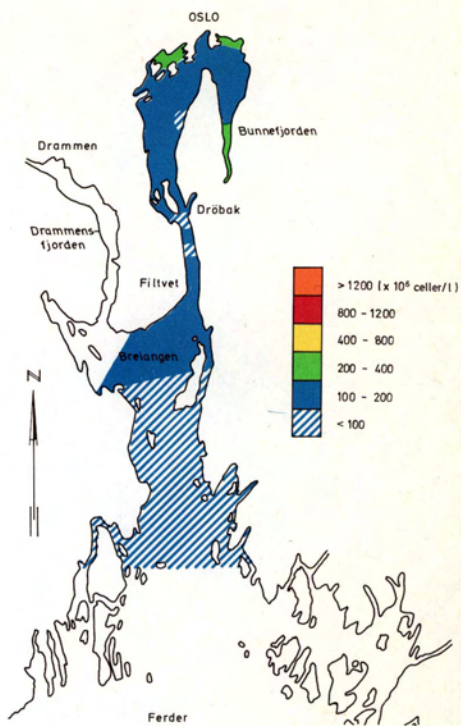 OSLO
Drammen
Bunnefjorden
Dröbak
Drammens-
fjorden
Filtvet
> 1200 ( x 10⁶ celler/l )
800 - 1200
400 - 800
Breiangen
200 - 400
100 - 200
N
< 100
Ferder